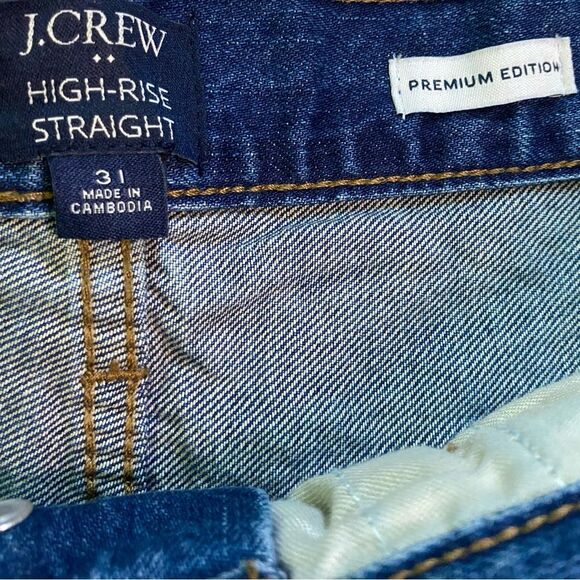 J.CREW
HIGH-RISE
STRAIGHT
PREMIUM EDITION
31
MADE IN
CAMBODIA